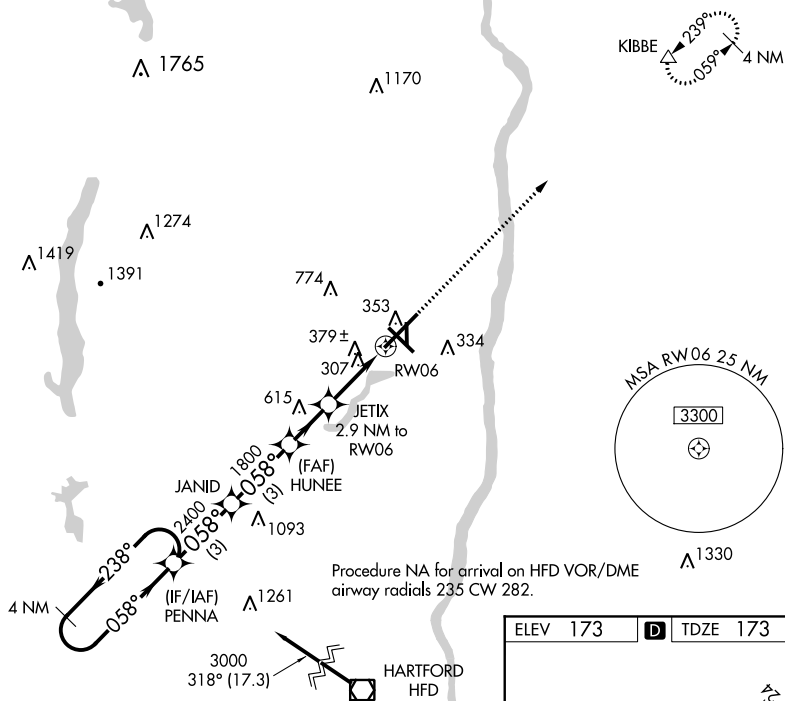 1765
1170
KIBBE
239°
059°
4 NM
1274
1419
1391
774
353
379±
334
307
RW06
615
JETIX
2.9 NM to
RW06
MSA RW06 25 NM
3300
1800
058°
(3)
(FAF)
HUNEE
JANID
2400
058°
(3)
1093
238°
058°
4 NM
(IF/IAF)
PENNA
1261
1330
Procedure NA for arrival on HFD VOR/DME
airway radials 235 CW 282.
3000
318° (17.3)
HARTFORD
HFD
ELEV 173 D TDZE 173